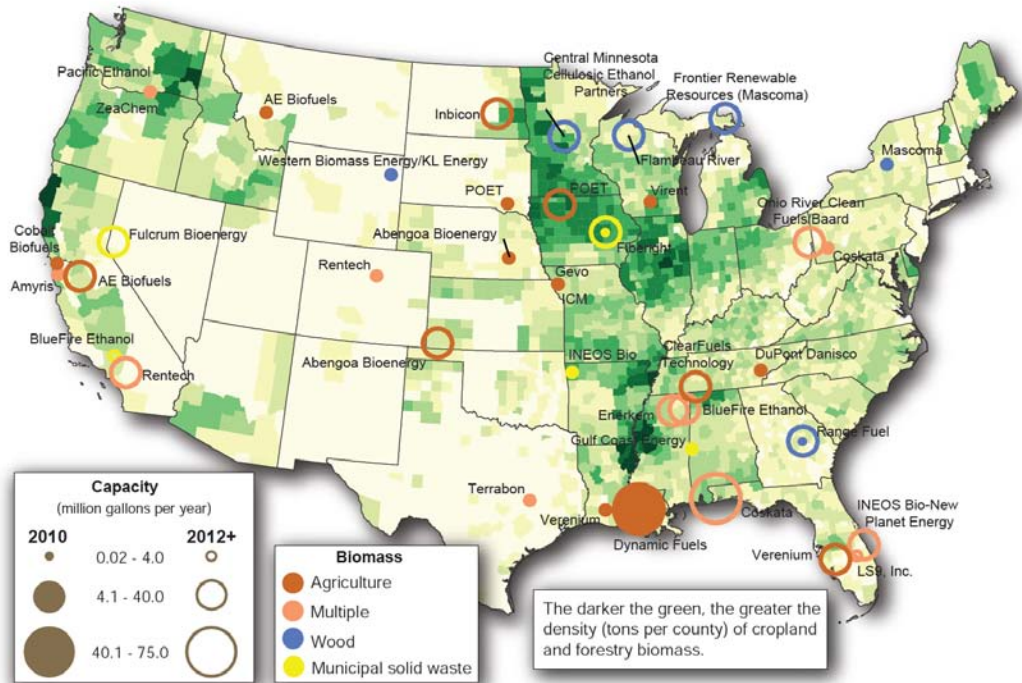 Pacific Ethanol
ZeaChem
AE Biofuels
Inbicon
Central Minnesota
Cellulosic Ethanol
Partners
Frontier Renewable
Resources (Mascoma)
Western Biomass Energy/KL Energy
Flambeau River
Mascoma
POET
POET
Virent
Ohio River Clean
Fuels/Baard
Cobalt
Biofuels
Fulcrum Bioenergy
Abengoa Bioenergy
Fiberight
Coskata
Amyris
AE Biofuels
Rentech
Gevo
ICM
BlueFire Ethanol
Rentech
Abengoa Bioenergy
INEOS Bio
ClearFuels
Technology
DuPont Danisco
Enerkem
BlueFire Ethanol
Gulf Coast Energy
Range Fuel
Terrabon
Verenium
Dynamic Fuels
Coskata
INEOS Bio-New
Planet Energy
Verenium
LS9, Inc.
Capacity
(million gallons per year)
2010
2012+
0.02 - 4.0
4.1 - 40.0
40.1 - 75.0
Biomass
Agriculture
Multiple
Wood
Municipal solid waste
The darker the green, the greater the
density (tons per county) of cropland
and forestry biomass.